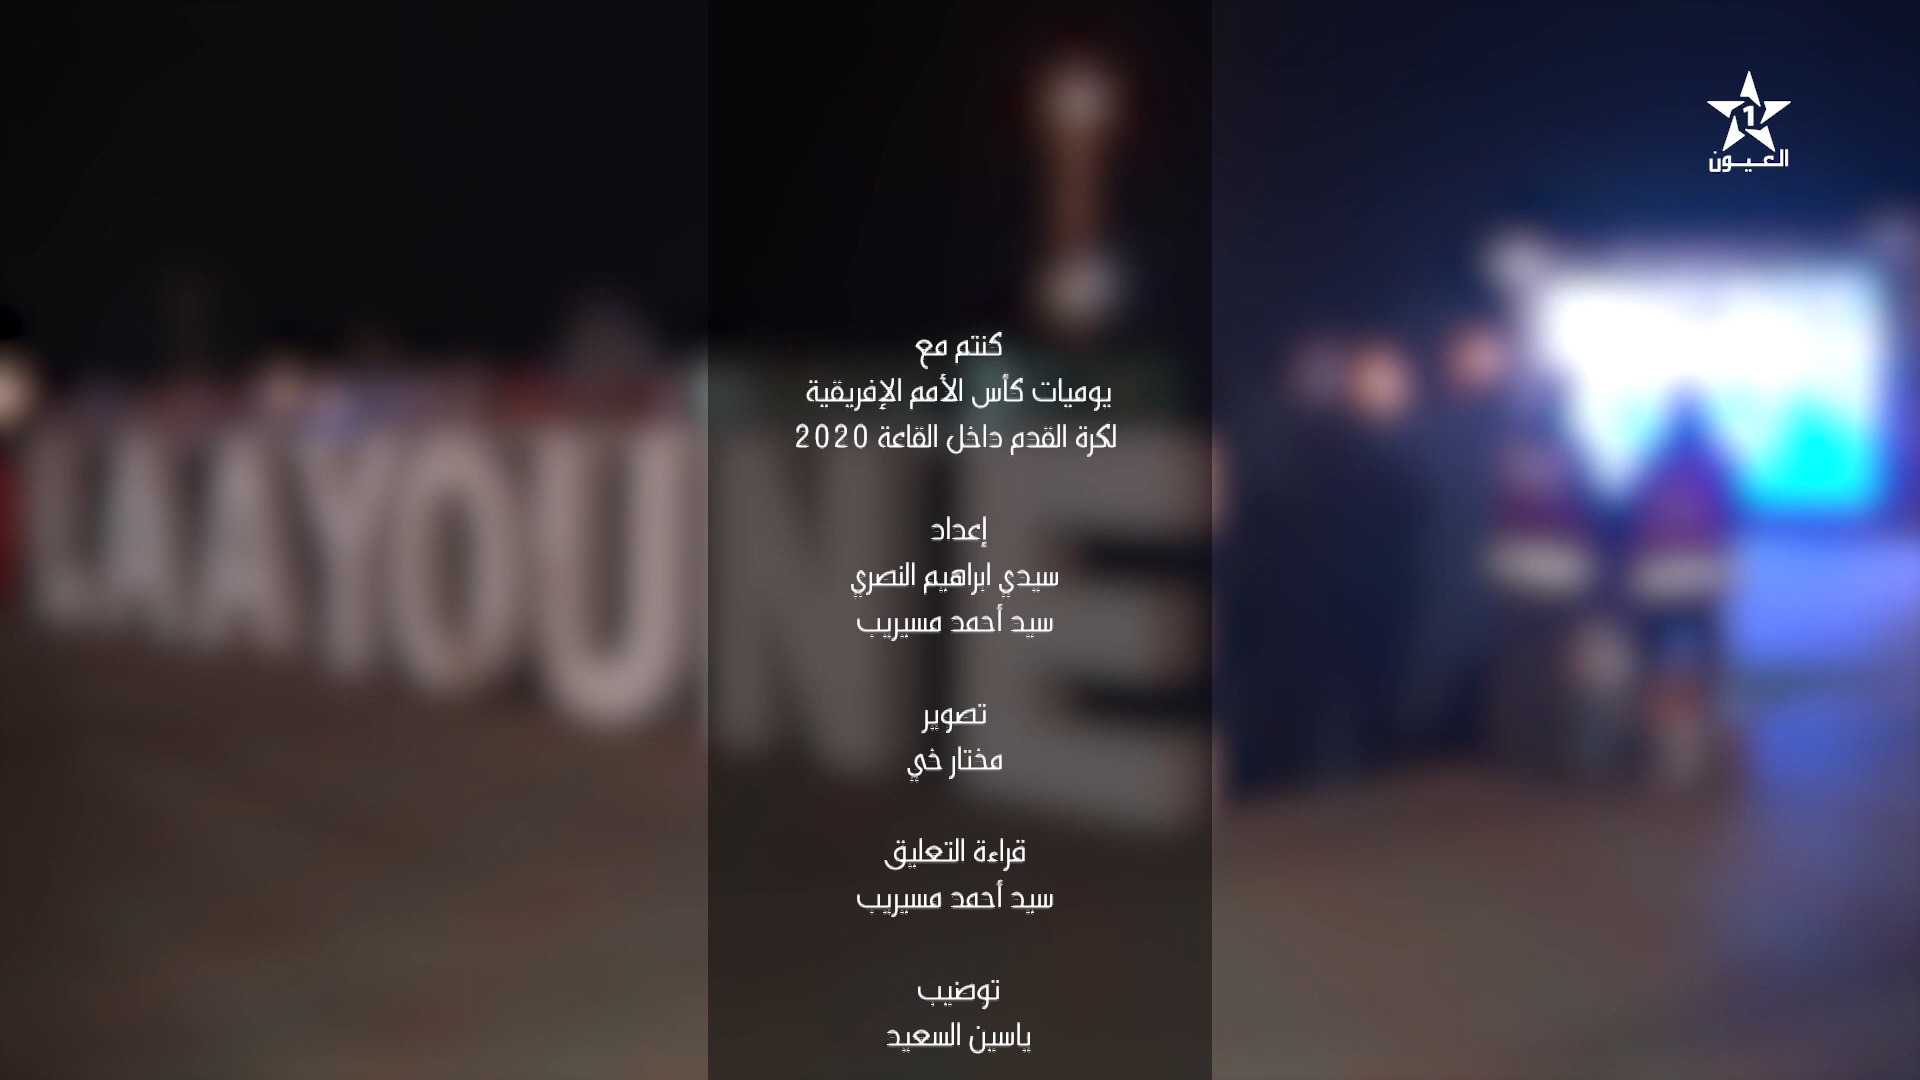 1
العيون
كنتم مع
يوميات كأس الأمم الإفريقية
لكرة القدم داخل القاعة 2020
إعداد
سيدي ابراهيم النصري
سيد أحمد مسيريب
تصوير
مختار خي
قراءة التعليق
سيد أحمد مسيريب
توضيب
ياسين السعيد
LAAYOUNE